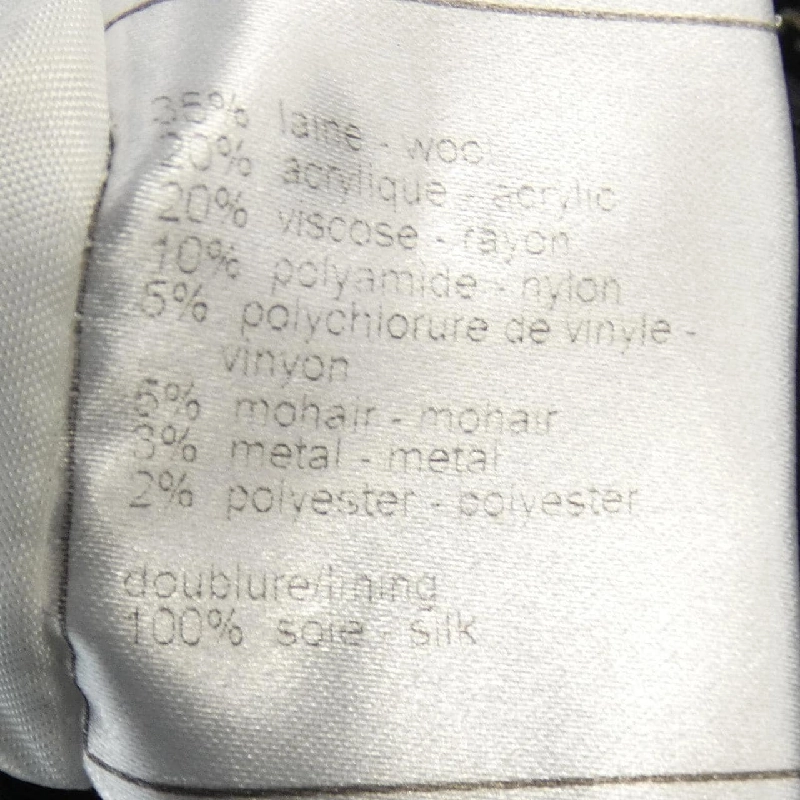 35% laine - wool
20% acrylique - acrylic
20% viscose - rayon
10% polyamide - nylon
5% polychlorure de vinyle -
vinyon
5% mohair - mohair
3% metal - metal
2% polyester - polyester
doublure/lining
100% soie - silk